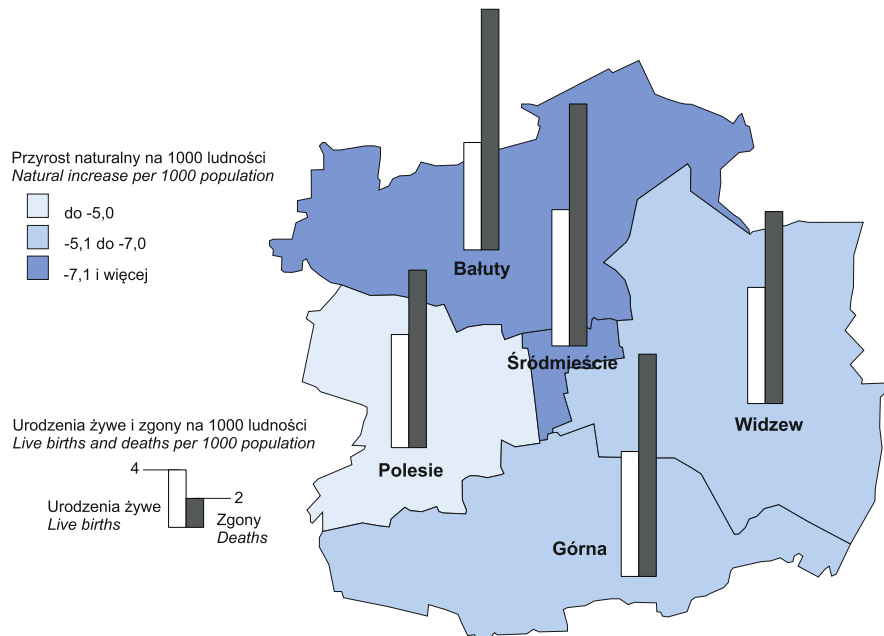 Przyrost naturalny na 1000 ludności
Natural increase per 1000 population
do -5,0
-5,1 do -7,0
-7,1 i więcej
Bałuty
Śródmieście
Polesie
Widzew
Górna
Urodzenia żywe i zgony na 1000 ludności
Live births and deaths per 1000 population
4
2
Urodzenia żywe
Live births
Zgony
Deaths